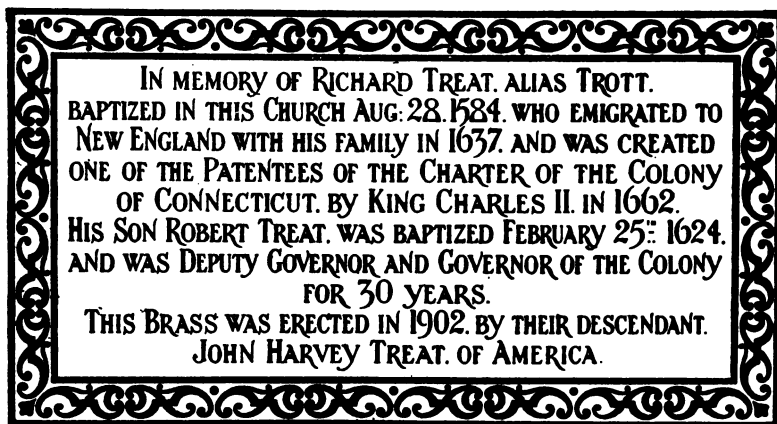 IN MEMORY OF RICHARD TREAT. ALIAS TROTT.
BAPTIZED IN THIS CHURCH AUG: 28. 1584. WHO EMIGRATED TO
NEW ENGLAND WITH HIS FAMILY IN 1637. AND WAS CREATED
ONE OF THE PATENTEES OF THE CHARTER OF THE COLONY
OF CONNECTICUT. BY KING CHARLES II. IN 1662.
HIS SON ROBERT TREAT. WAS BAPTIZED FEBRUARY 25TH: 1624.
AND WAS DEPUTY GOVERNOR AND GOVERNOR OF THE COLONY
FOR 30 YEARS.
THIS BRASS WAS ERECTED IN 1902. BY THEIR DESCENDANT.
JOHN HARVEY TREAT. OF AMERICA.